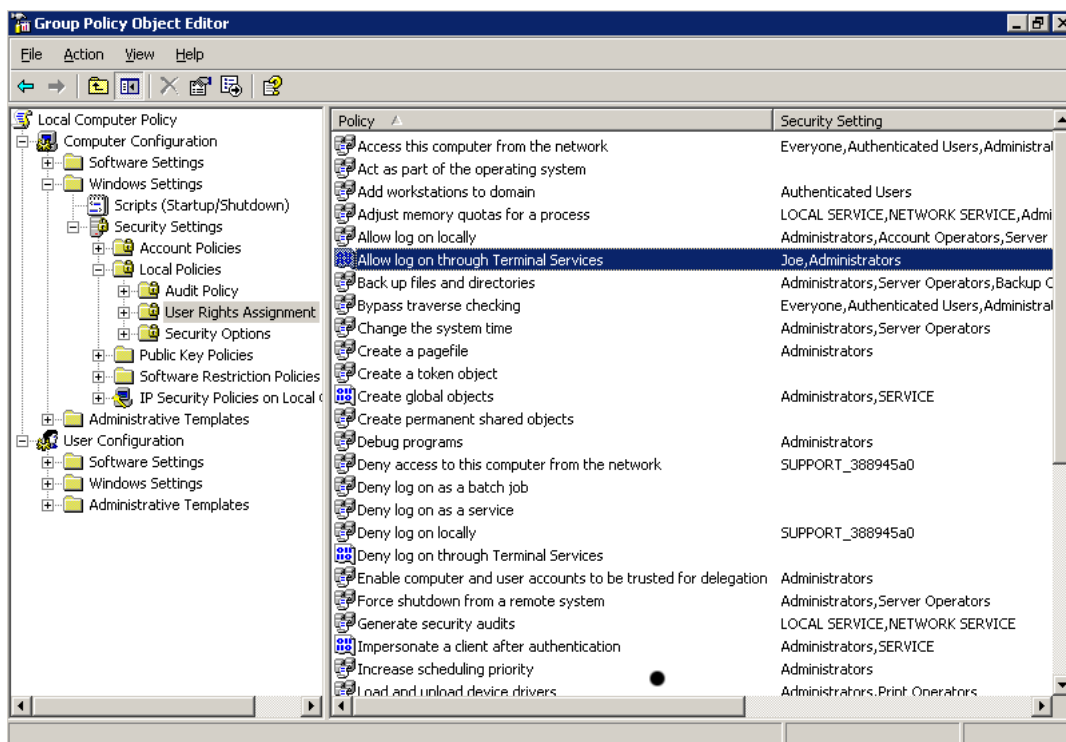 Group Policy Object Editor
File Action View Help
Local Computer Policy
Computer Configuration
Software Settings
Windows Settings
Scripts (Startup/Shutdown)
Security Settings
Account Policies
Local Policies
Audit Policy
User Rights Assignment
Security Options
Public Key Policies
Software Restriction Policies
IP Security Policies on Local
Administrative Templates
User Configuration
Software Settings
Windows Settings
Administrative Templates
Policy Security Setting
Access this computer from the network Everyone,Authenticated Users,Administra
Act as part of the operating system
Add workstations to domain Authenticated Users
Adjust memory quotas for a process LOCAL SERVICE,NETWORK SERVICE,Admi
Allow log on locally Administrators,Account Operators,Server
Allow log on through Terminal Services Joe,Administrators
Back up files and directories Administrators,Server Operators,Backup O
Bypass traverse checking Everyone,Authenticated Users,Administra
Change the system time Administrators,Server Operators
Create a pagefile Administrators
Create a token object
Create global objects Administrators,SERVICE
Create permanent shared objects
Debug programs Administrators
Deny access to this computer from the network SUPPORT_388945a0
Deny log on as a batch job
Deny log on as a service
Deny log on locally SUPPORT_388945a0
Deny log on through Terminal Services
Enable computer and user accounts to be trusted for delegation Administrators
Force shutdown from a remote system Administrators,Server Operators
Generate security audits LOCAL SERVICE,NETWORK SERVICE
Impersonate a client after authentication Administrators,SERVICE
Increase scheduling priority Administrators
Load and unload device drivers Administrators,Print Operators